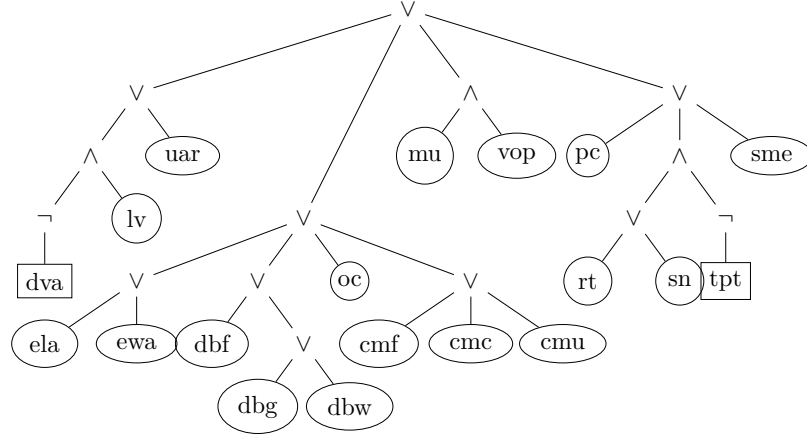 ∨
∨ ∧ ∨
∧ uar mu vop pc ∧ sme
¬ lv ∨ ∨ ¬
dva ∨ ∨ oc ∨ rt sn tpt
ela ewa dbf ∨ cmf cmc cmu
dbg dbw